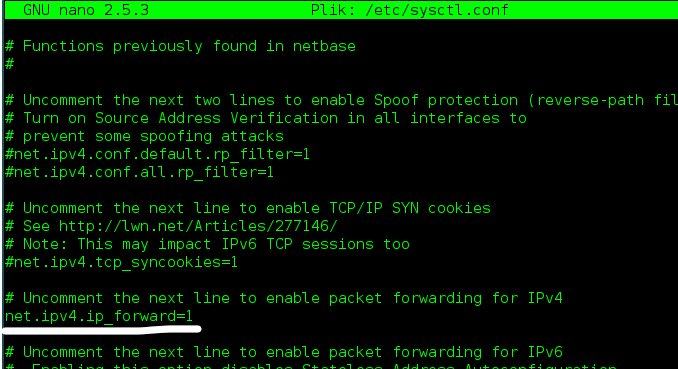 GNU nano 2.5.3 Plik: /etc/sysctl.conf
# Functions previously found in netbase
#
# Uncomment the next two lines to enable Spoof protection (reverse-path fil
# Turn on Source Address Verification in all interfaces to
# prevent some spoofing attacks
#net.ipv4.conf.default.rp_filter=1
#net.ipv4.conf.all.rp_filter=1
# Uncomment the next line to enable TCP/IP SYN cookies
# See http://lwn.net/Articles/277146/
# Note: This may impact IPv6 TCP sessions too
#net.ipv4.tcp_syncookies=1
# Uncomment the next line to enable packet forwarding for IPv4
net.ipv4.ip_forward=1
# Uncomment the next line to enable packet forwarding for IPv6
# Enabling this option disables Stateless Address Autoconfiguration